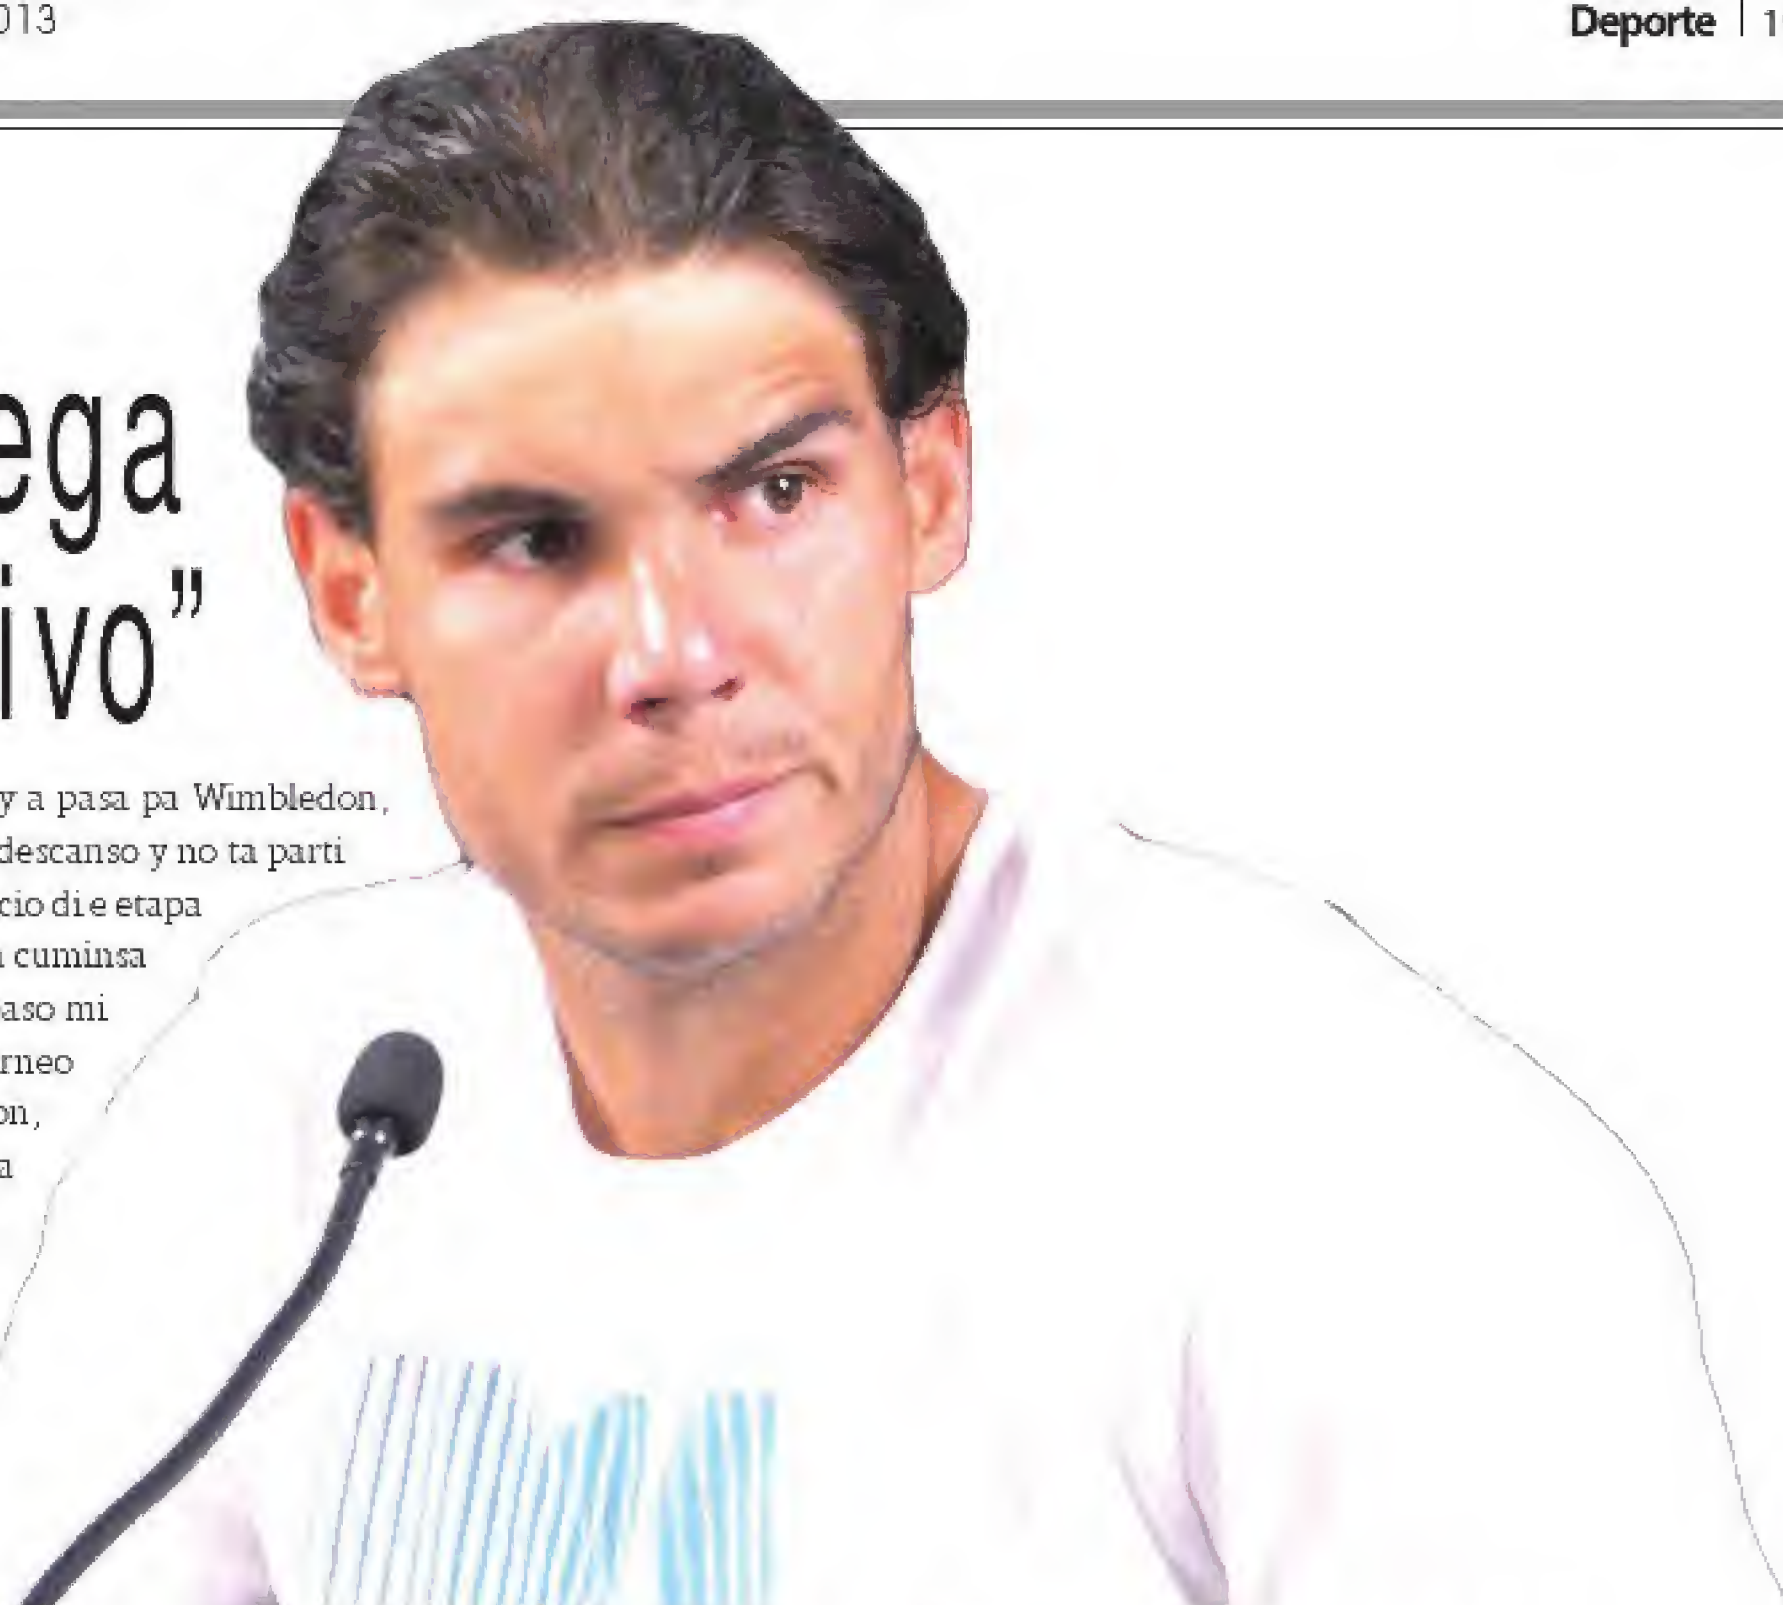 013
Deporte | 1
ega
ivo”
y a pasa pa Wimbledon,
descanso y no ta parti
cio di e etapa
cuminsa
aso mi
rneo
on,
a